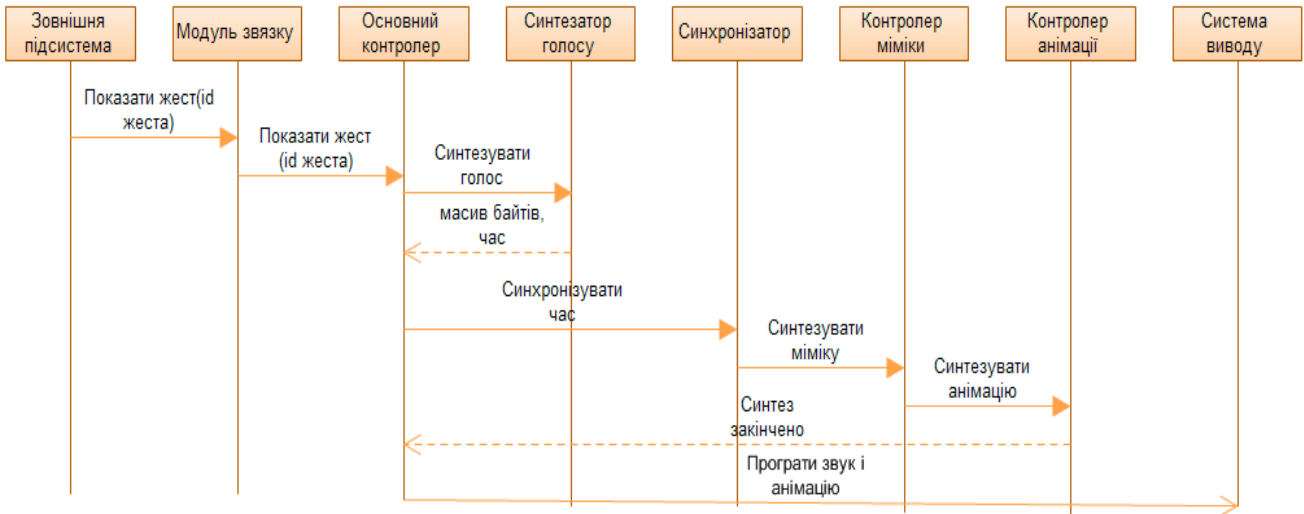 Зовнішня
підсистема
Модуль звязку
Основний
контролер
Синтезатор
голосу
Синхронізатор
Контролер
міміки
Контролер
анімації
Система
виводу
Показати жест(id
жеста)
Показати жест
(id жеста)
Синтезувати
голос
масив байтів,
час
Синхронізувати
час
Синтезувати
міміку
Синтезувати
анімацію
Синтез
закінчено
Програти звук і
анімацію